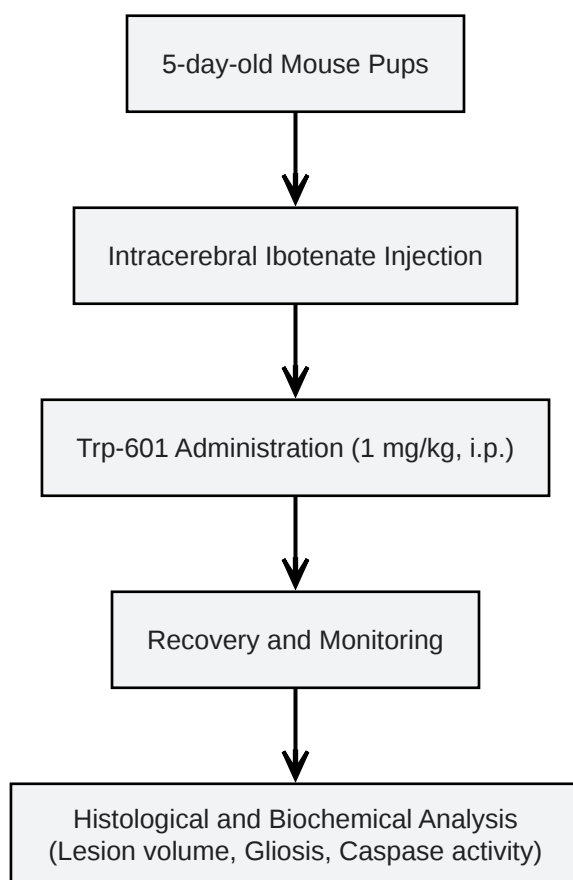 5-day-old Mouse Pups
Intracerebral Ibotenate Injection
Trp-601 Administration (1 mg/kg, i.p.)
Recovery and Monitoring
Histological and Biochemical Analysis
(Lesion volume, Gliosis, Caspase activity)